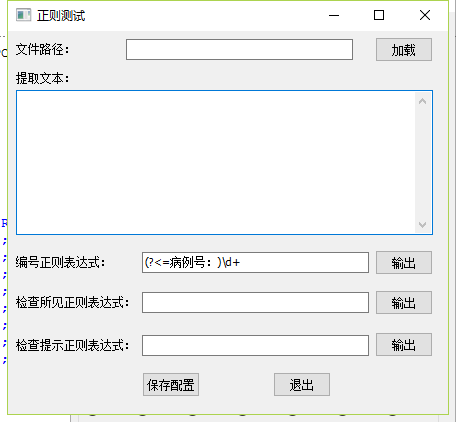 正则测试
文件路径：
加载
提取文本：
编号正则表达式：
(?<=病例号：)\d+
输出
检查所见正则表达式：
输出
检查提示正则表达式：
输出
保存配置
退出